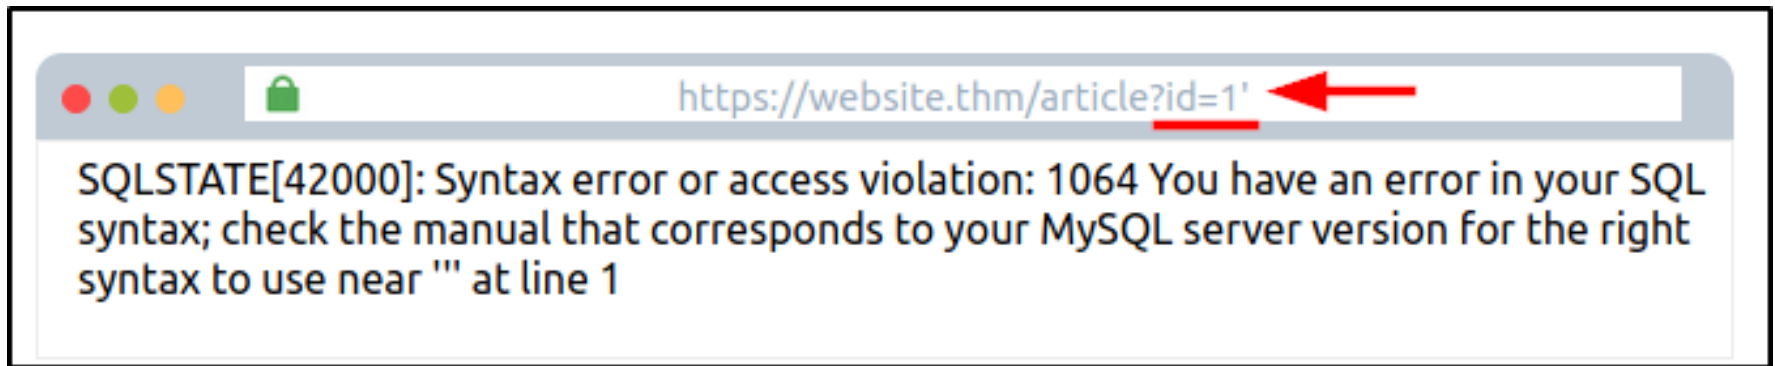 https://website.thm/article?id=1'
SQLSTATE[42000]: Syntax error or access violation: 1064 You have an error in your SQL
syntax; check the manual that corresponds to your MySQL server version for the right
syntax to use near ''' at line 1